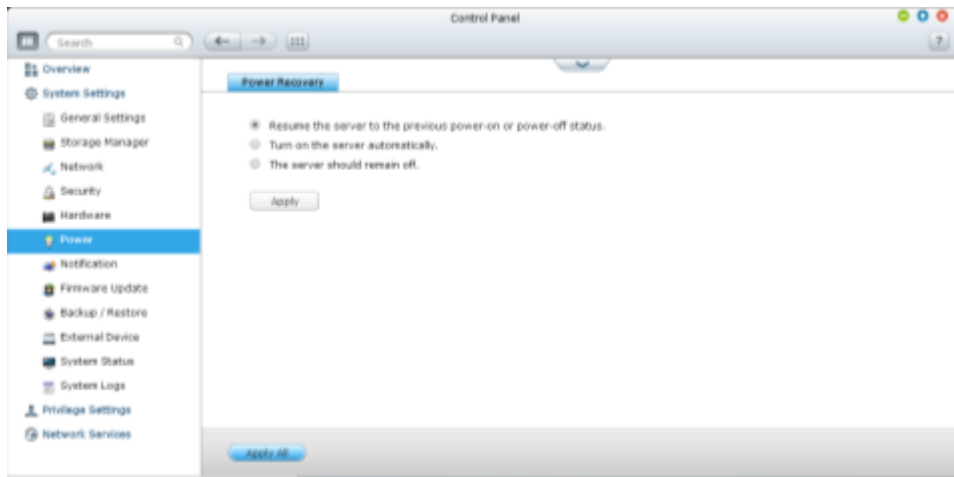 Control Panel
Search
?
Overview
System Settings
General Settings
Storage Manager
Network
Security
Hardware
Power
Notification
Firmware Update
Backup / Restore
External Device
System Status
System Logs
Privilege Settings
Network Services
Power Recovery
Resume the server to the previous power-on or power-off status.
Turn on the server automatically.
The server should remain off.
Apply
Apply All